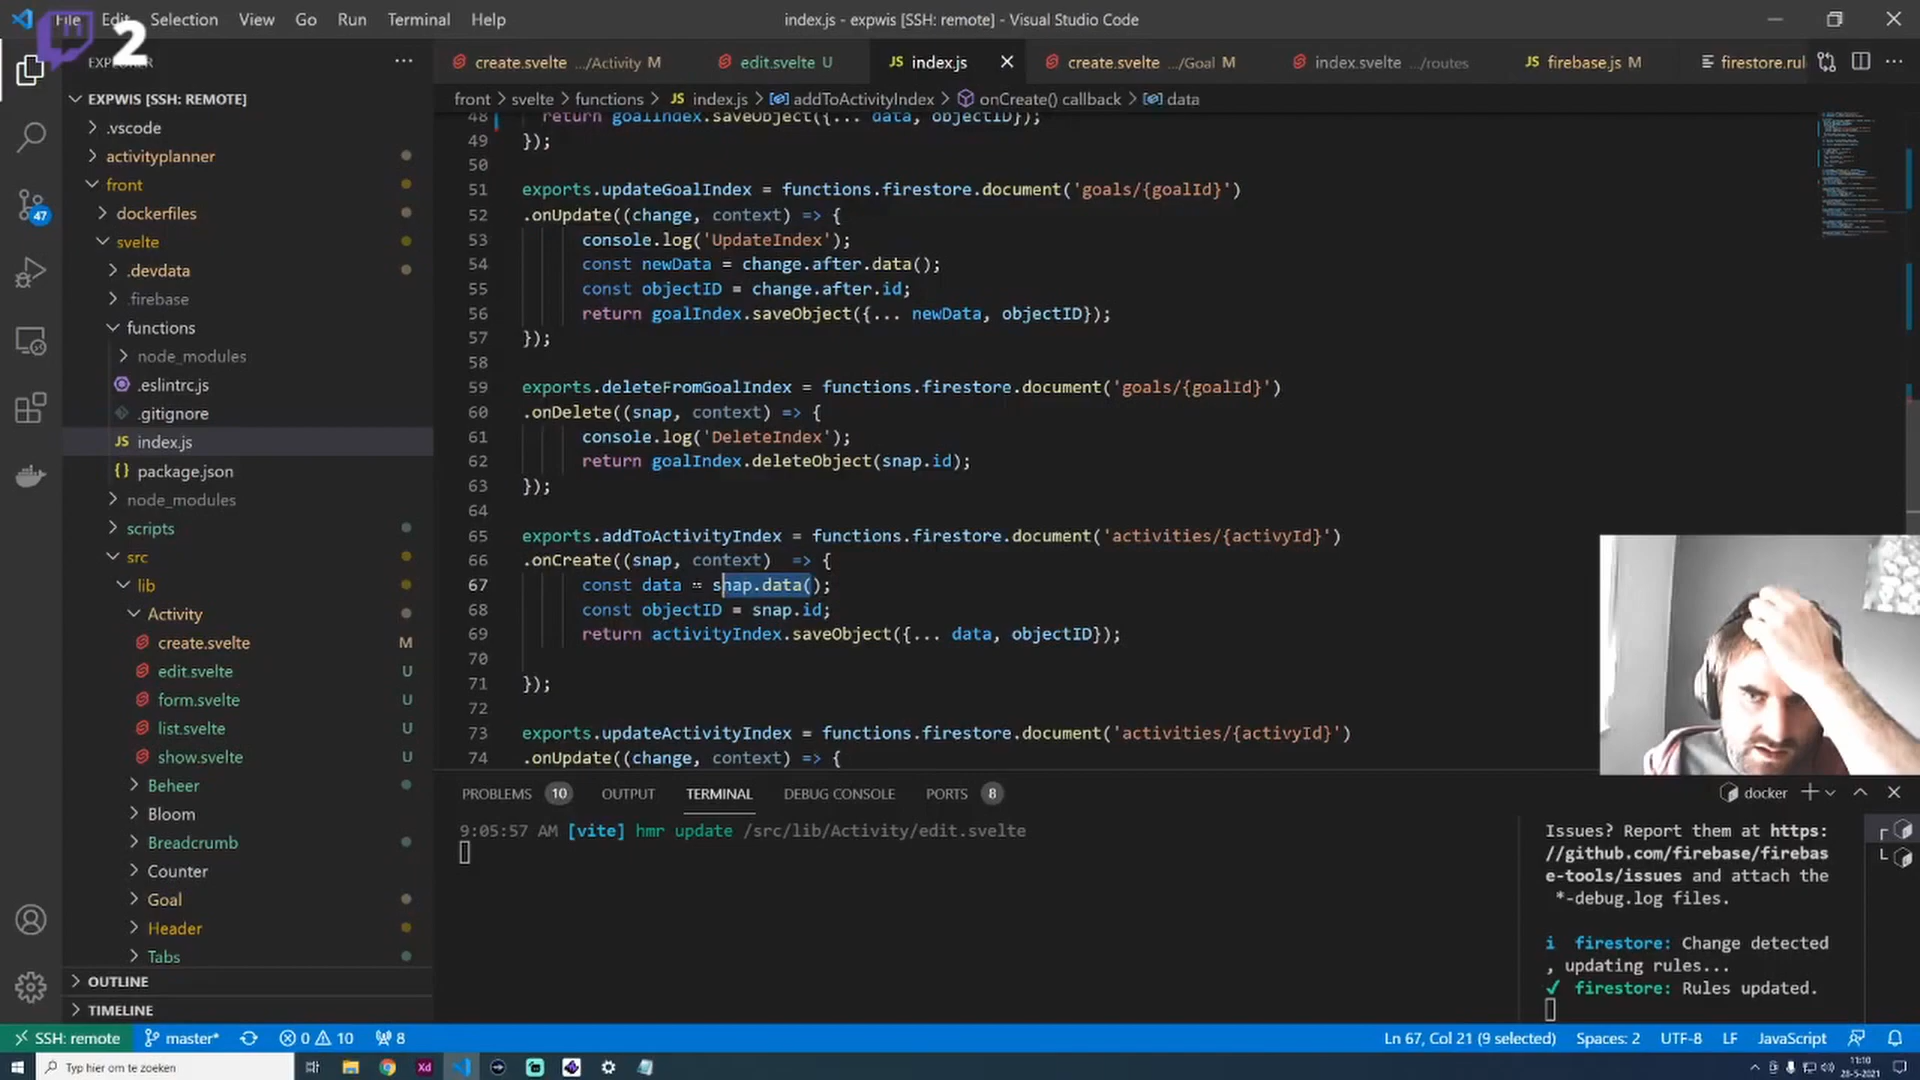 File Edit Selection View Go Run Terminal Help
index.js - expwis [SSH: remote] - Visual Studio Code
2
EXPLORER
create.svelte .../Activity M
edit.svelte U
JS index.js
create.svelte .../Goal M
index.svelte .../routes
JS firebase.js M
firestore.rul
EXPWIS [SSH: REMOTE]
.vscode
activityplanner
front
dockerfiles
svelte
.devdata
.firebase
functions
node_modules
.eslintrc.js
.gitignore
JS index.js
{} package.json
node_modules
scripts
src
lib
Activity
create.svelte M
edit.svelte U
form.svelte U
list.svelte U
show.svelte U
Beheer
Bloom
Breadcrumb
Counter
Goal
Header
Tabs
OUTLINE
TIMELINE
47
front > svelte > functions > JS index.js > addToActivityIndex > onCreate() callback > data
48 return goalIndex.saveObject({... data, objectID});
49 });
50
51 exports.updateGoalIndex = functions.firestore.document('goals/{goalId}')
52 .onUpdate((change, context) => {
53 console.log('UpdateIndex');
54 const newData = change.after.data();
55 const objectID = change.after.id;
56 return goalIndex.saveObject({... newData, objectID});
57 });
58
59 exports.deleteFromGoalIndex = functions.firestore.document('goals/{goalId}')
60 .onDelete((snap, context) => {
61 console.log('DeleteIndex');
62 return goalIndex.deleteObject(snap.id);
63 });
64
65 exports.addToActivityIndex = functions.firestore.document('activities/{activyId}')
66 .onCreate((snap, context)  => {
67 const data = snap.data();
68 const objectID = snap.id;
69 return activityIndex.saveObject({... data, objectID});
70
71 });
72
73 exports.updateActivityIndex = functions.firestore.document('activities/{activyId}')
74 .onUpdate((change, context) => {
PROBLEMS 10 OUTPUT TERMINAL DEBUG CONSOLE PORTS 8
docker
9:05:57 AM [vite] hmr update /src/lib/Activity/edit.svelte
Issues? Report them at https:
//github.com/firebase/firebas
e-tools/issues and attach the
*-debug.log files.
i firestore: Change detected
, updating rules...
✓ firestore: Rules updated.
SSH: remote master* 0 10 8
Ln 67, Col 21 (9 selected) Spaces: 2 UTF-8 LF JavaScript
Typ hier om te zoeken
Xd
11:10
28-5-2021